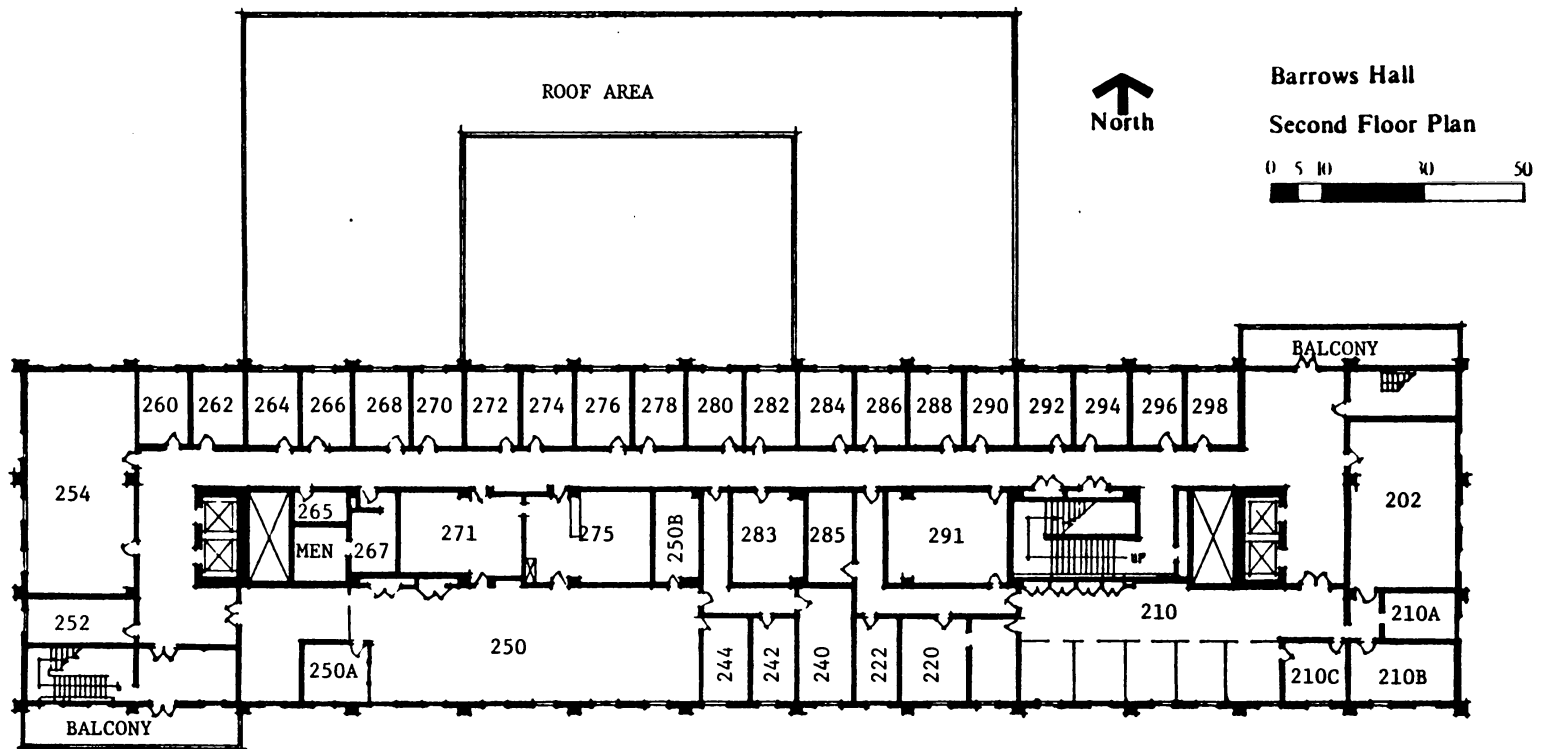 Barrows Hall
Second Floor Plan
0 5 10 30 50
North
ROOF AREA
BALCONY
260 262 264 266 268 270 272 274 276 278 280 282 284 286 288 290 292 294 296 298
254
265
MEN
267
271
275
250B
283
285
291
UP
202
252
250
250A
244
242
240
222
220
210
210A
210C
210B
BALCONY